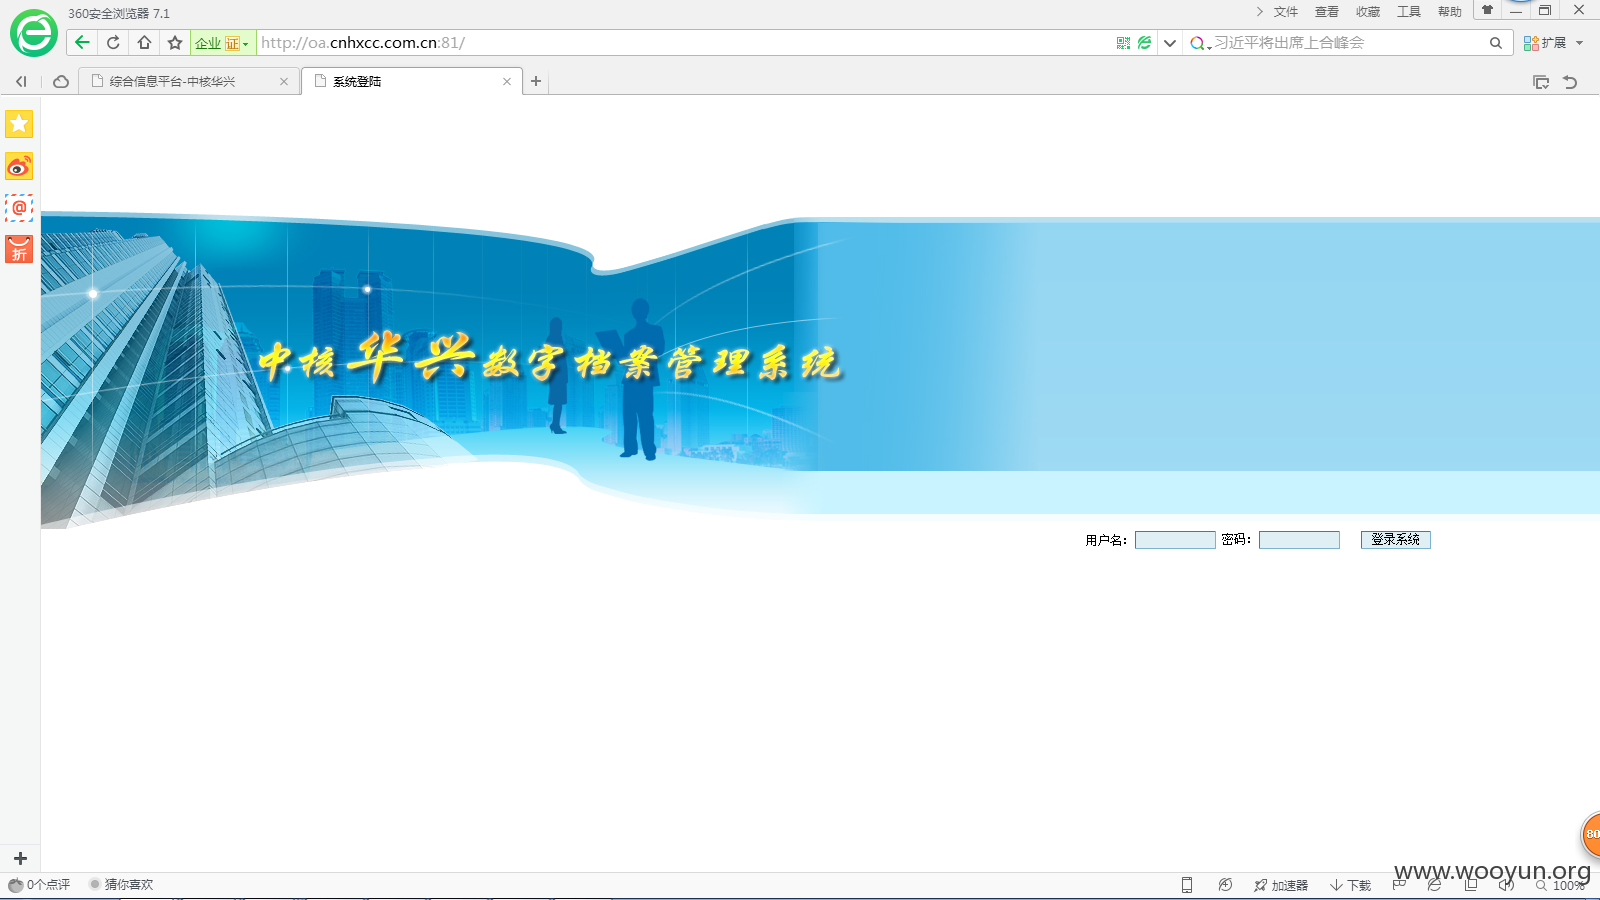 360安全浏览器 7.1
文件 查看 收藏 工具 帮助
企业 证 http://oa.cnhxcc.com.cn:81/
习近平将出席上合峰会
扩展
综合信息平台-中核华兴
系统登陆
@
折
中核华兴数字档案管理系统
用户名： 密码： 登录系统
80
www.wooyun.org
0个点评 猜你喜欢
加速器 下载 100%